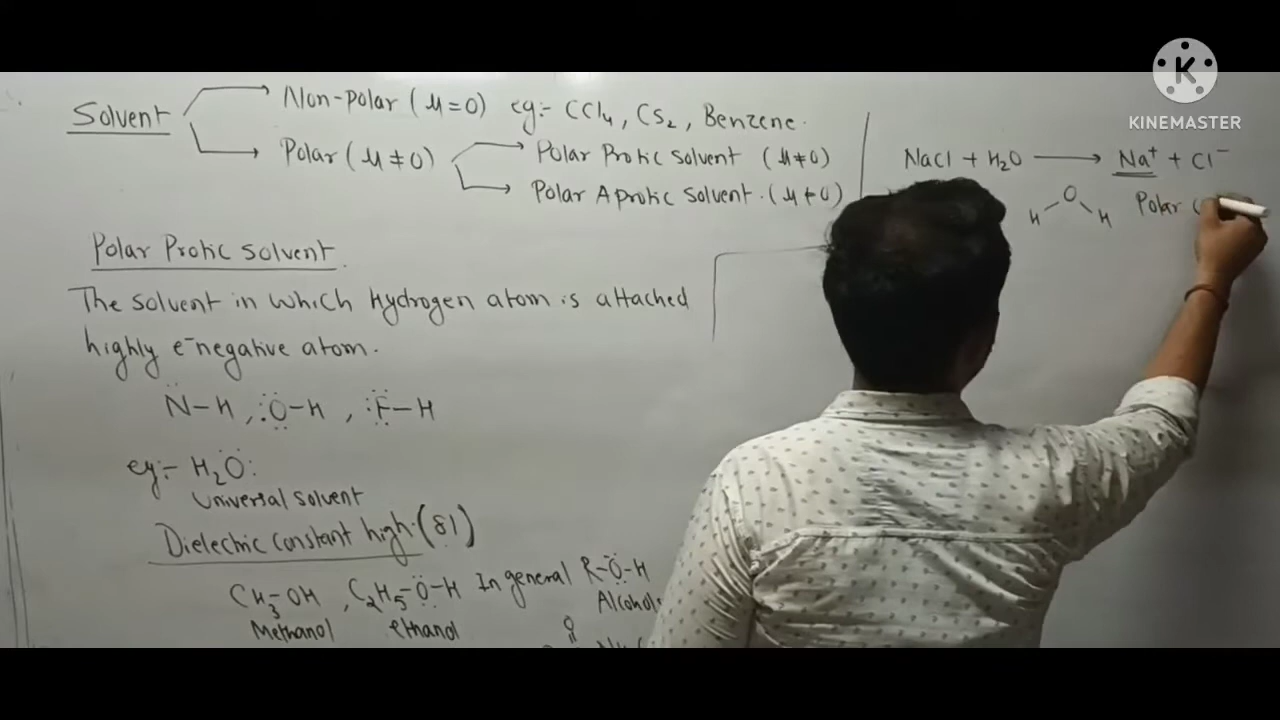 KINEMASTER
Solvent
Non-polar (μ=0) eg:- CCl₄, CS₂, Benzene.
Polar (μ≠0)
Polar Protic Solvent (μ≠0)
Polar Aprotic Solvent. (μ≠0)
Polar Protic Solvent.
The Solvent in which hydrogen atom is attached
highly e⁻negative atom.
N-H, :O-H, :F-H
eg:- H₂O:
Universal solvent
Dielectric constant high. (81)
CH₃-OH, C₂H₅-O-H In general R-O-H
Methanol ethanol Alcohols
O
NaCl + H₂O ⟶ Na⁺ + Cl⁻
O
H H
Polar